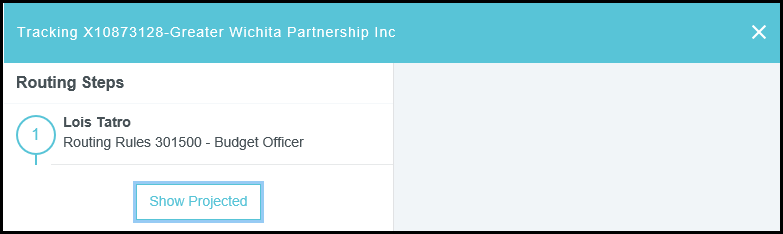 Tracking X10873128-Greater Wichita Partnership Inc
Routing Steps
1
Lois Tatro
Routing Rules 301500 - Budget Officer
Show Projected